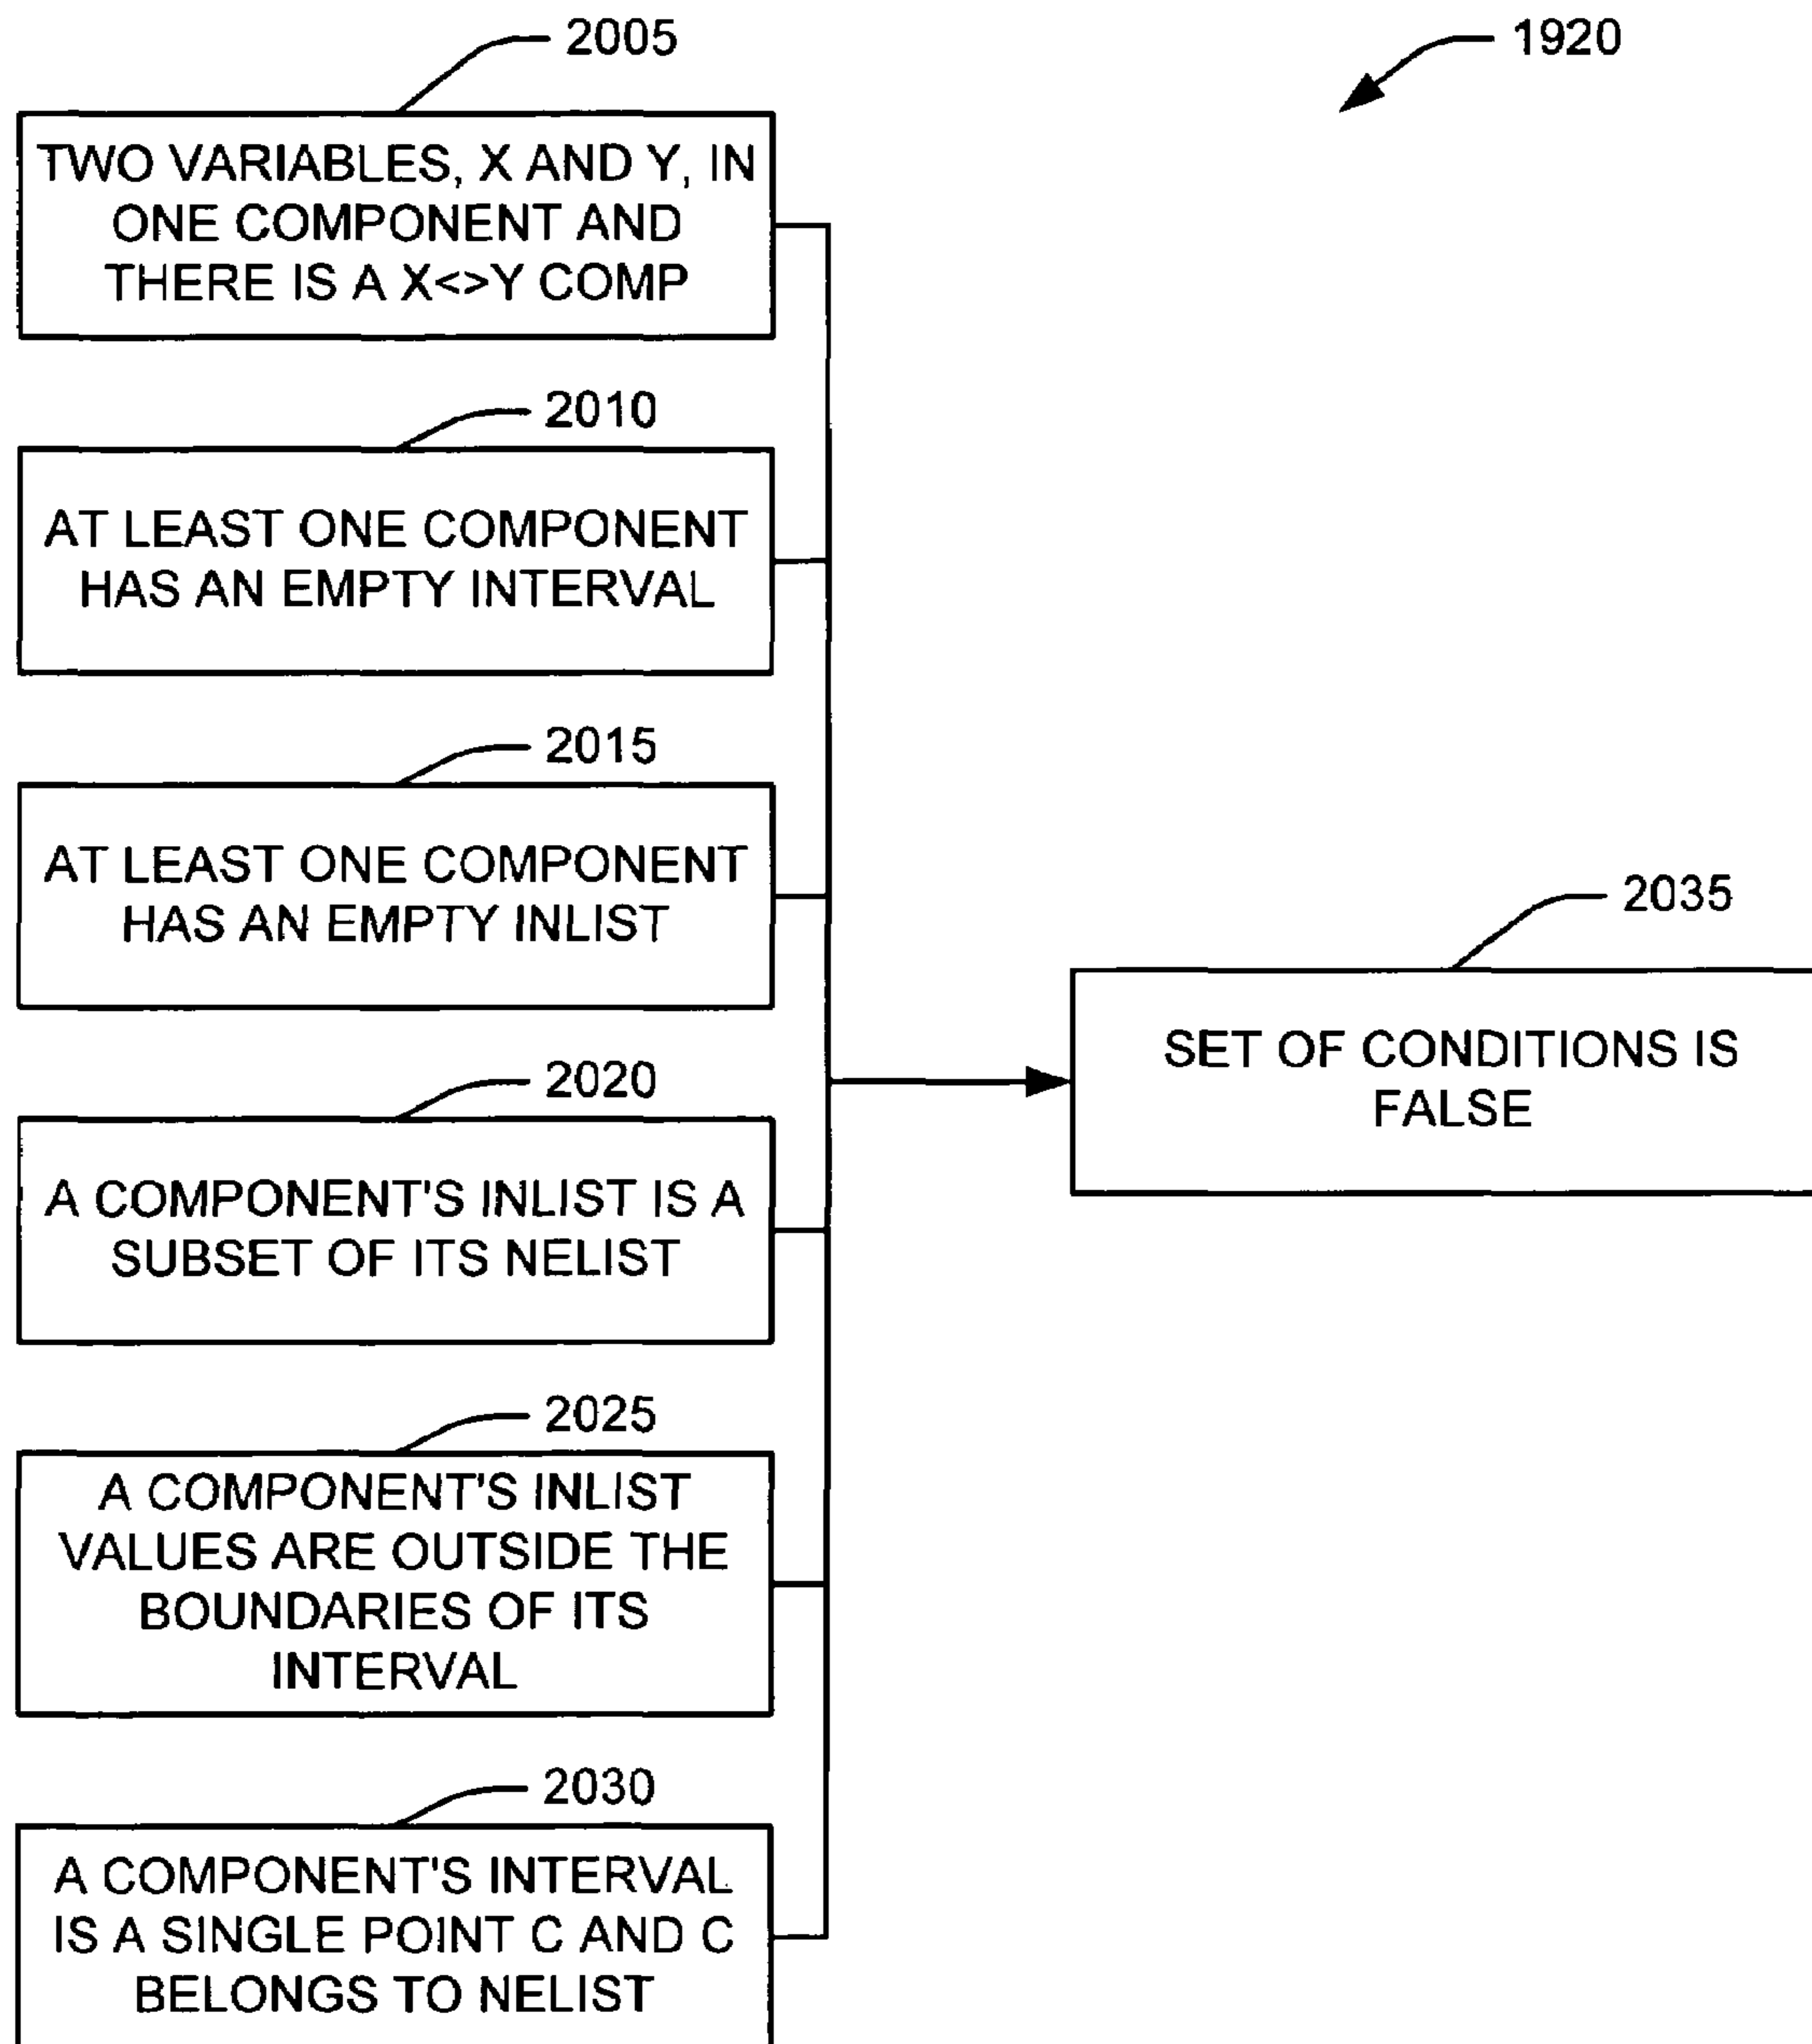 2005
1920
TWO VARIABLES, X AND Y, IN
ONE COMPONENT AND
THERE IS A X<>Y COMP
2010
AT LEAST ONE COMPONENT
HAS AN EMPTY INTERVAL
2015
AT LEAST ONE COMPONENT
HAS AN EMPTY INLIST
2035
SET OF CONDITIONS IS
FALSE
2020
A COMPONENT'S INLIST IS A
SUBSET OF ITS NELIST
2025
A COMPONENT'S INLIST
VALUES ARE OUTSIDE THE
BOUNDARIES OF ITS
INTERVAL
2030
A COMPONENT'S INTERVAL
IS A SINGLE POINT C AND C
BELONGS TO NELIST